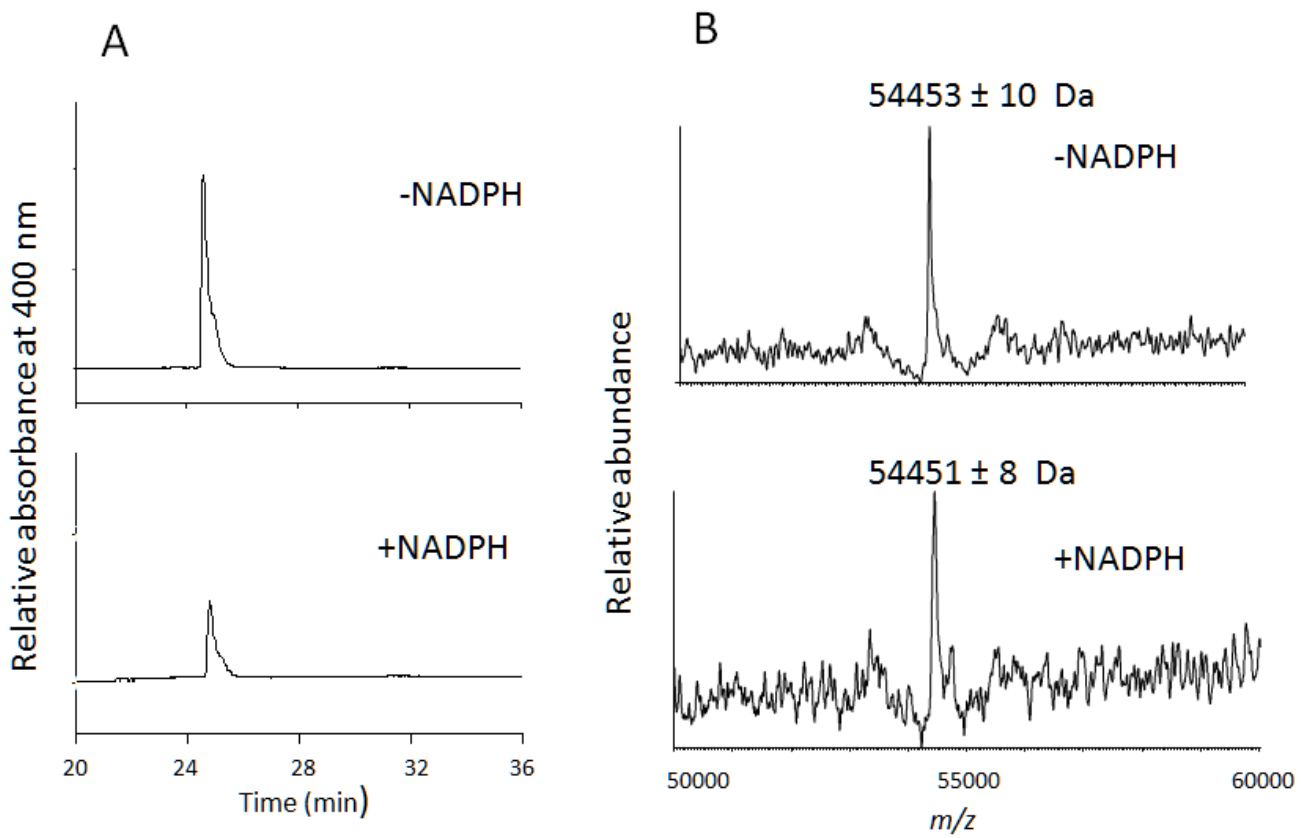 A
Relative absorbance at 400 nm
-NADPH
+NADPH
20 24 28 32 36
Time (min)
B
Relative abundance
54453 ± 10 Da
-NADPH
54451 ± 8 Da
+NADPH
50000 55000 60000
m/z